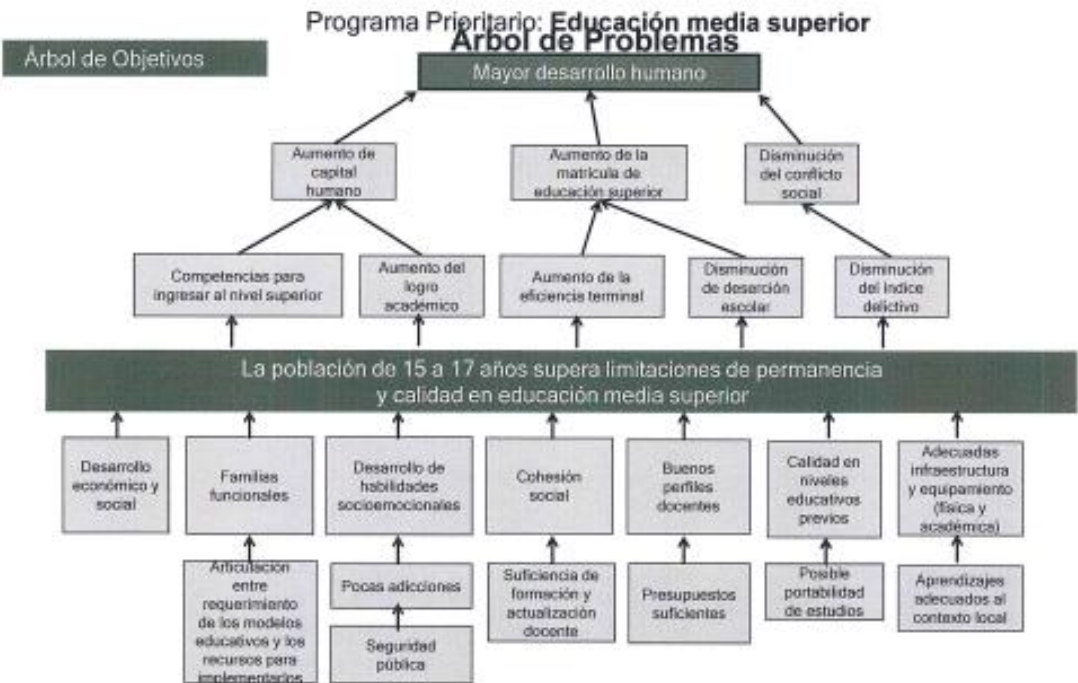 Programa Prioritario: Educación media superior
Árbol de Problemas
Árbol de Objetivos
Mayor desarrollo humano
Aumento de
capital
humano
Aumento de la
matrícula de
educación superior
Disminución
del conflicto
social
Competencias para
ingresar al nivel superior
Aumento del
logro
académico
Aumento de la
eficiencia terminal
Disminución
de deserción
escolar
Disminución
del índice
delictivo
La población de 15 a 17 años supera limitaciones de permanencia
y calidad en educación media superior
Desarrollo
económico y
social
Familias
funcionales
Desarrollo de
habilidades
socioemocionales
Cohesión
social
Buenos
perfiles
docentes
Calidad en
niveles
educativos
previos
Adecuadas
infraestructura
y equipamiento
(física y
académica)
Articulación
entre
requerimiento
de los modelos
educativos y los
recursos para
implementarlos
Pocas adicciones
Seguridad
pública
Suficiencia de
formación y
actualización
docente
Presupuestos
suficientes
Posible
portabilidad
de estudios
Aprendizajes
adecuados al
contexto local